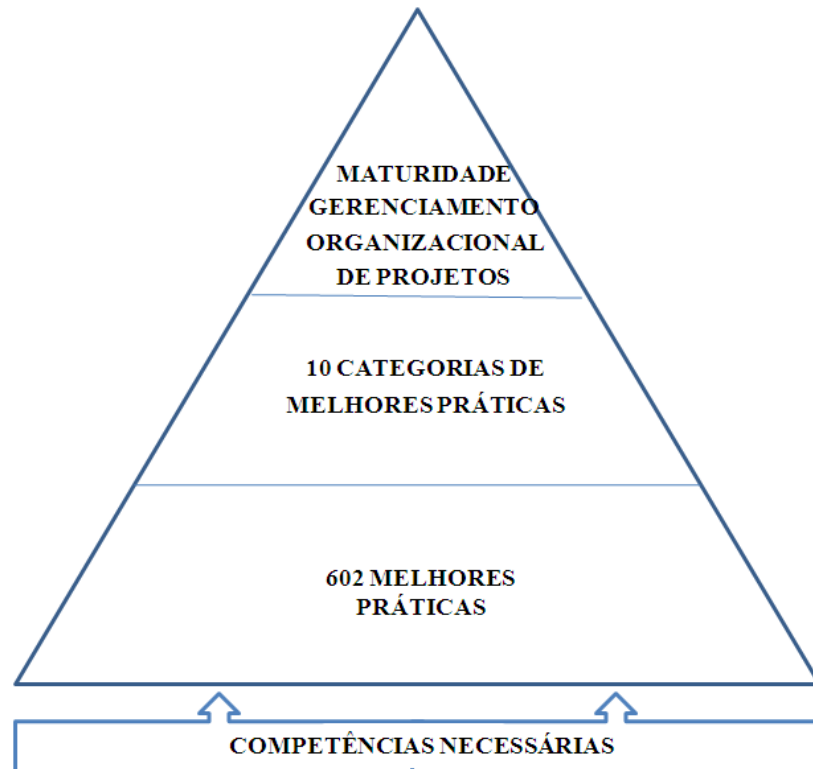 MATURIDADE
GERENCIAMENTO
ORGANIZACIONAL
DE PROJETOS
10 CATEGORIAS DE
MELHORES PRÁTICAS
602 MELHORES
PRÁTICAS
COMPETÊNCIAS NECESSÁRIAS